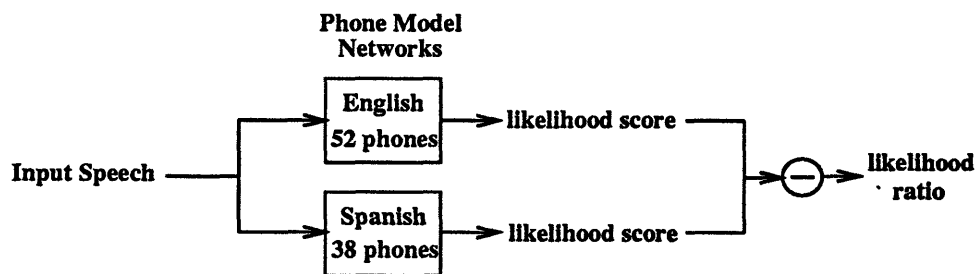 Phone Model
Networks
English
52 phones
likelihood score
Input Speech
likelihood
ratio
Spanish
38 phones
likelihood score